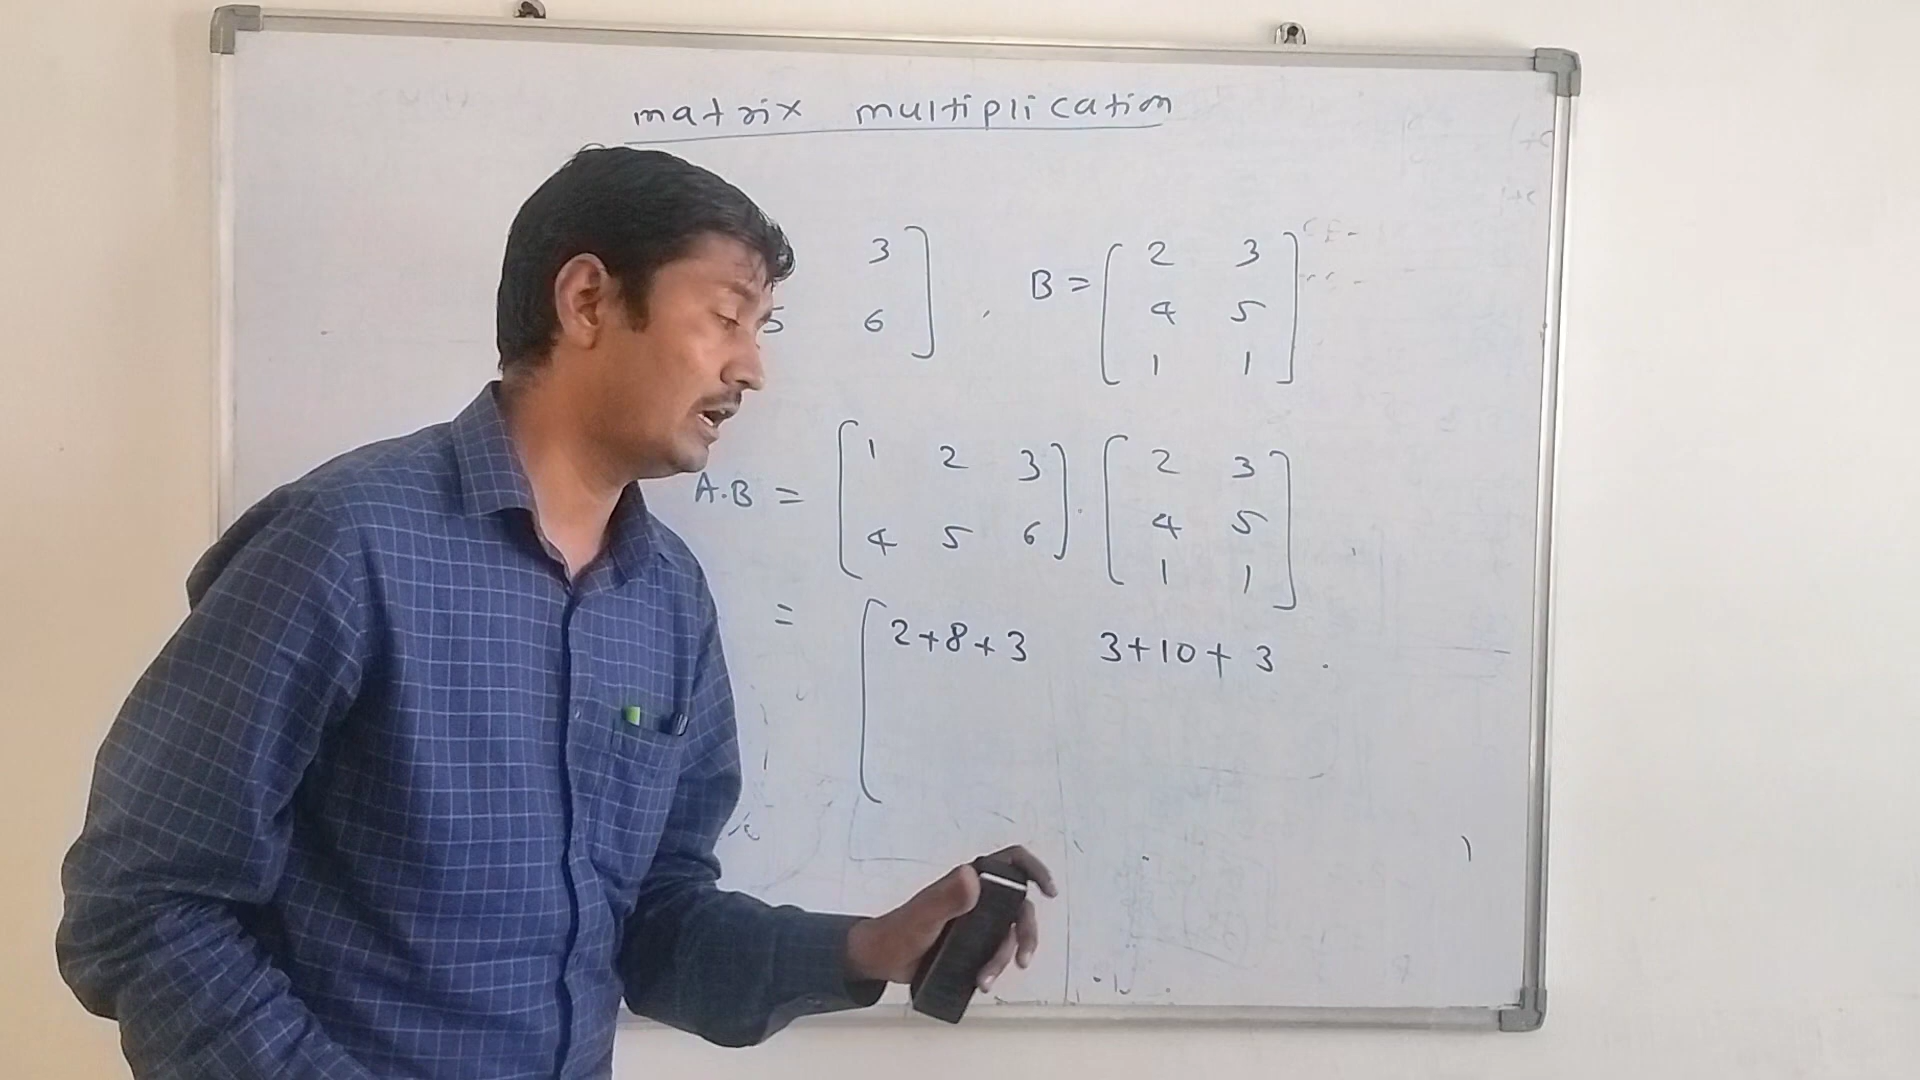 matrix multiplication
3
5 6 , B = [ 2 3
4 5
1 1 ]
A.B = [ 1 2 3
4 5 6 ] . [ 2 3
4 5
1 1 ]
= [ 2+8+3 3+10+3